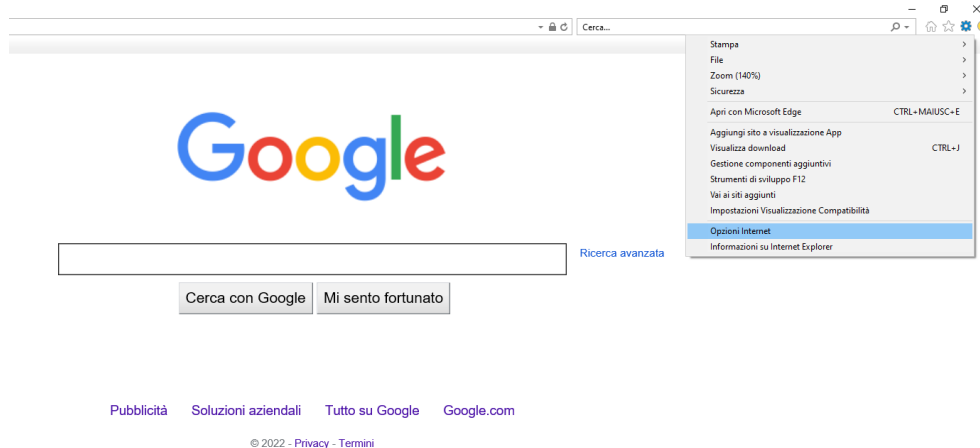 Cerca...
Stampa
File
Zoom (140%)
Sicurezza
Apri con Microsoft Edge CTRL+MAIUSC+E
Aggiungi sito a visualizzazione App
Visualizza download CTRL+J
Gestione componenti aggiuntivi
Strumenti di sviluppo F12
Vai ai siti aggiunti
Impostazioni Visualizzazione Compatibilità
Opzioni Internet
Informazioni su Internet Explorer
Google
Ricerca avanzata
Cerca con Google Mi sento fortunato
Pubblicità Soluzioni aziendali Tutto su Google Google.com
© 2022 - Privacy - Termini